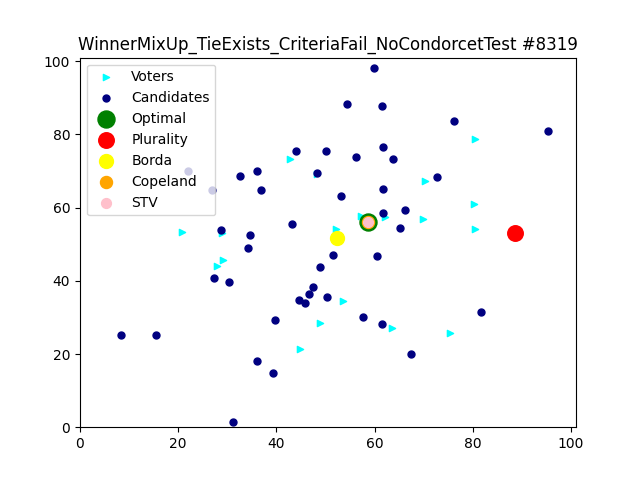 WinnerMixUp_TieExists_CriteriaFail_NoCondorcetTest #8319
100
80
60
40
20
0
0 20 40 60 80 100
Voters
Candidates
Optimal
Plurality
Borda
Copeland
STV